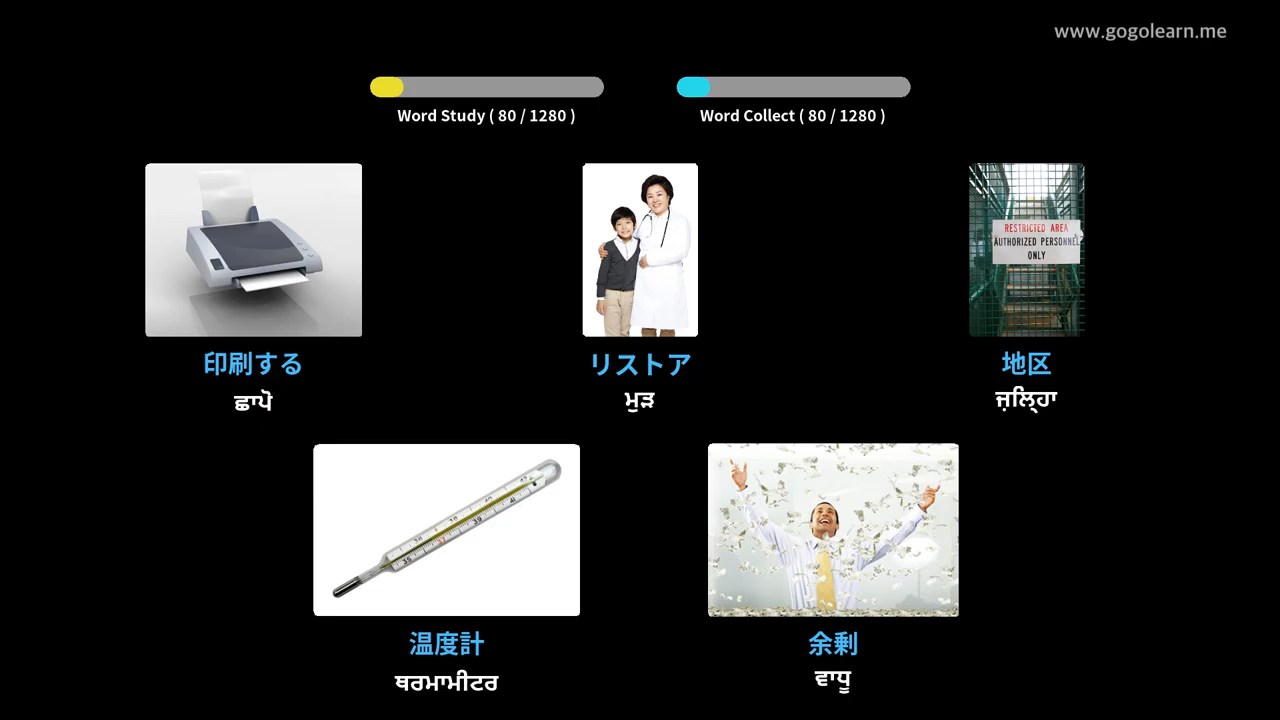 www.gogolearn.me
Word Study ( 80 / 1280 )
Word Collect ( 80 / 1280 )
RESTRICTED AREA
AUTHORIZED PERSONNEL
ONLY
印刷する
ਛਾਪੋ
リストア
ਮੁੜ
地区
ਜ਼ਿਲ੍ਹਾ
温度計
ਥਰਮਾਮੀਟਰ
余剰
ਵਾਧੂ